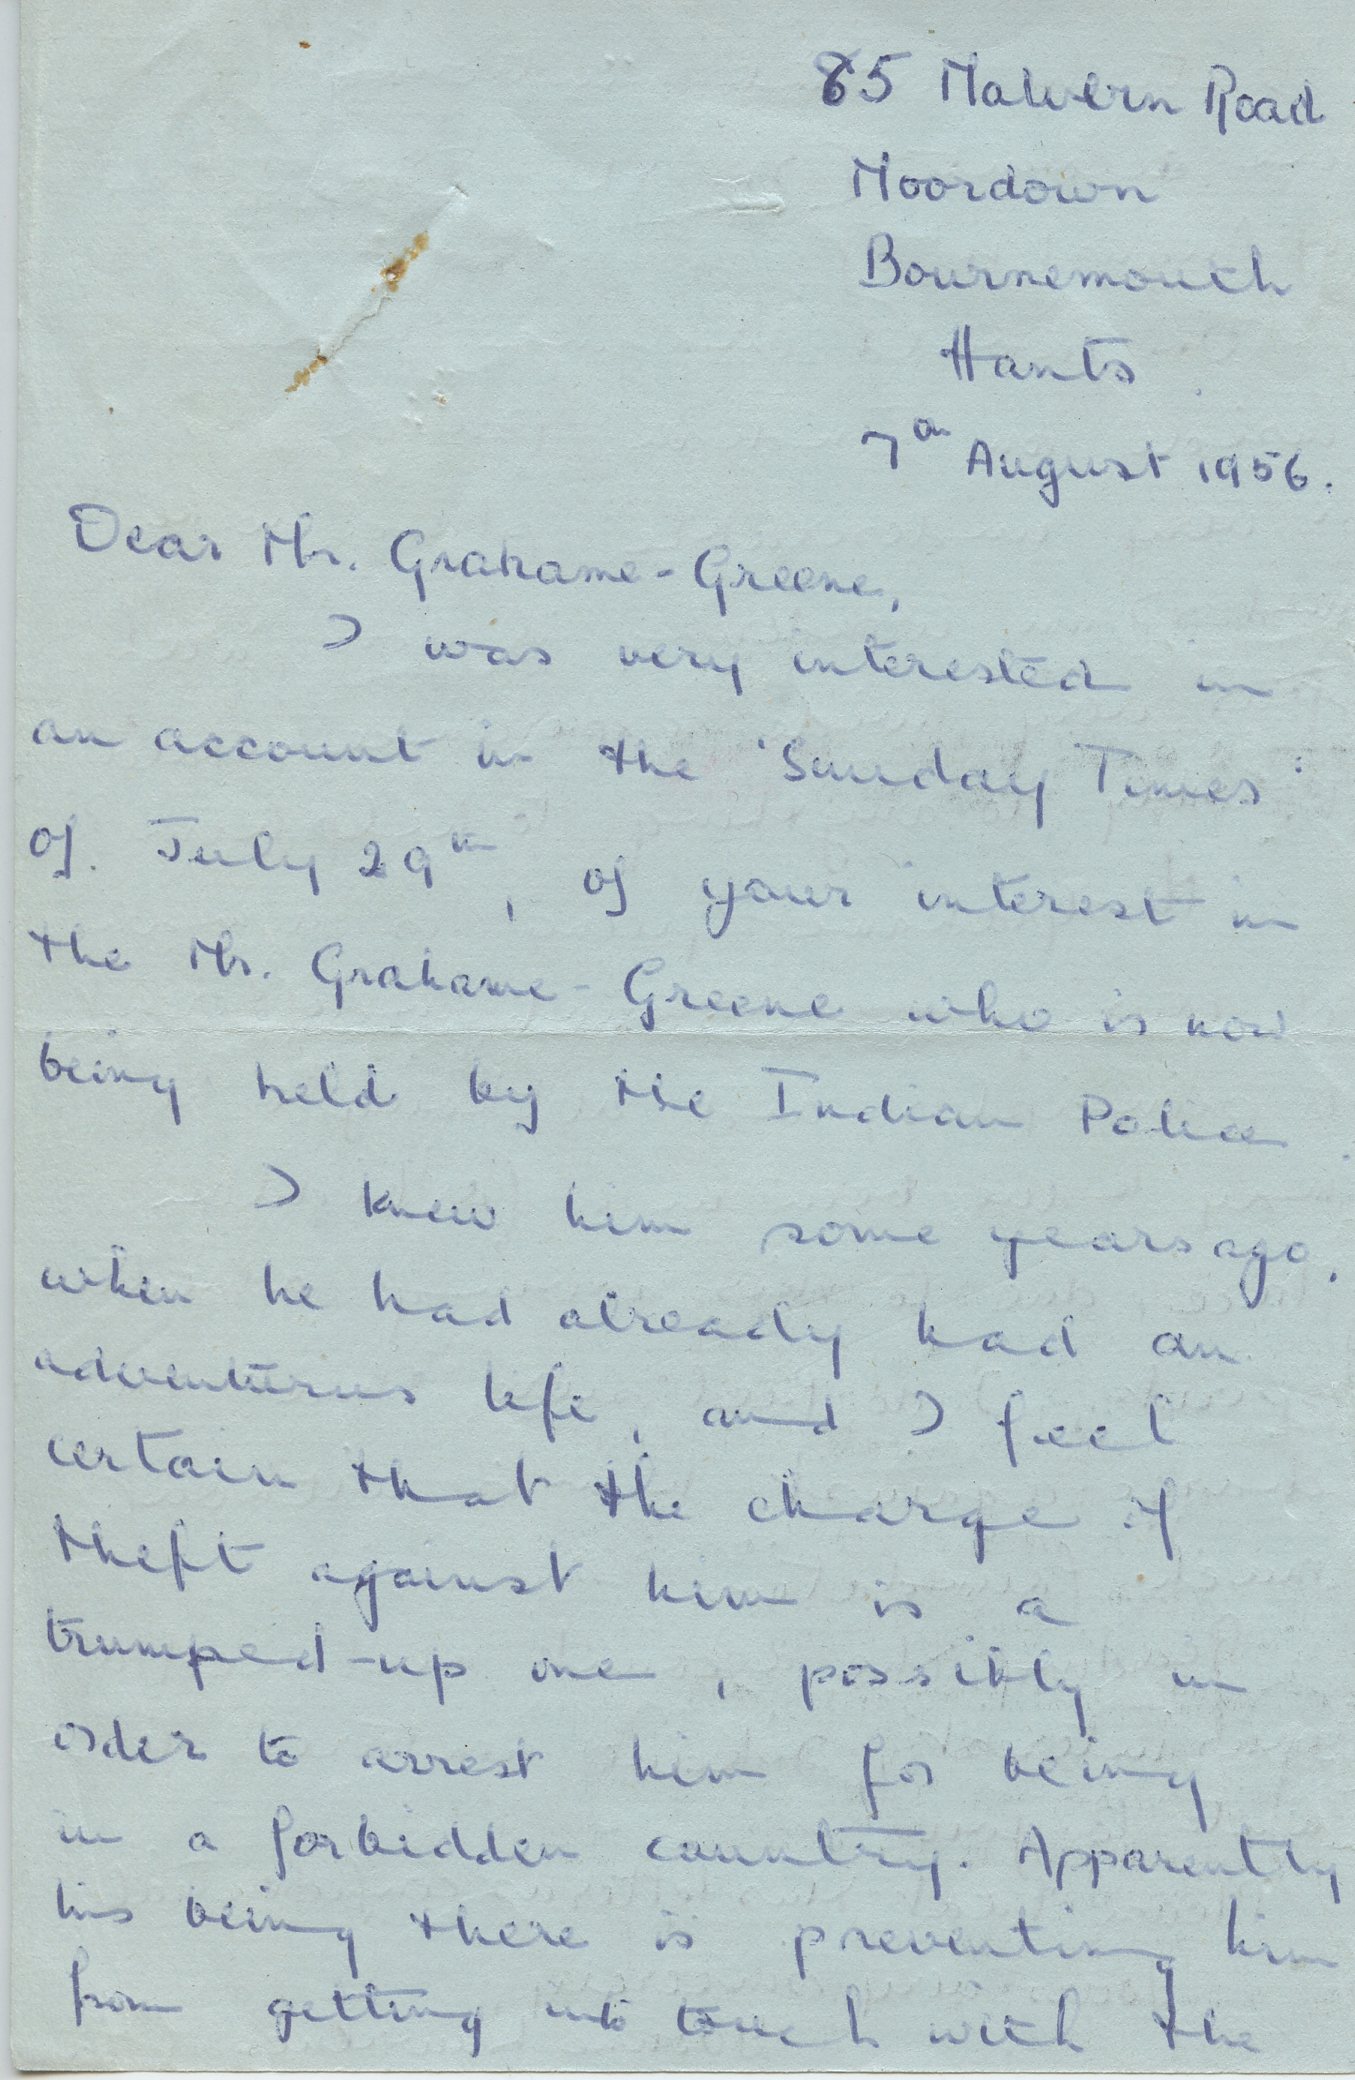 85 Malvern Road
Moordown
Bournemouth
Hants.
7th August 1956.
Dear Mr. Grahame-Greene,
I was very interested in
an account in the 'Sunday Times'
of July 29th, of your interest in
the Mr. Grahame-Greene who is now
being held by the Indian Police.
I knew him some years ago,
when he had already had an
adventurous life, and I feel
certain that the charge of
theft against him is a
trumped-up one, possibly in
order to arrest him for being
in a forbidden country. Apparently
his being there is preventing him
from getting into touch with the